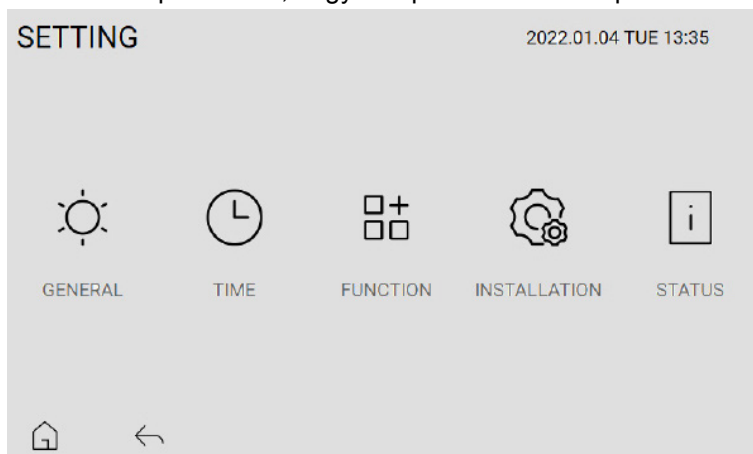 SETTING
2022.01.04 TUE 13:35
GENERAL TIME FUNCTION INSTALLATION STATUS